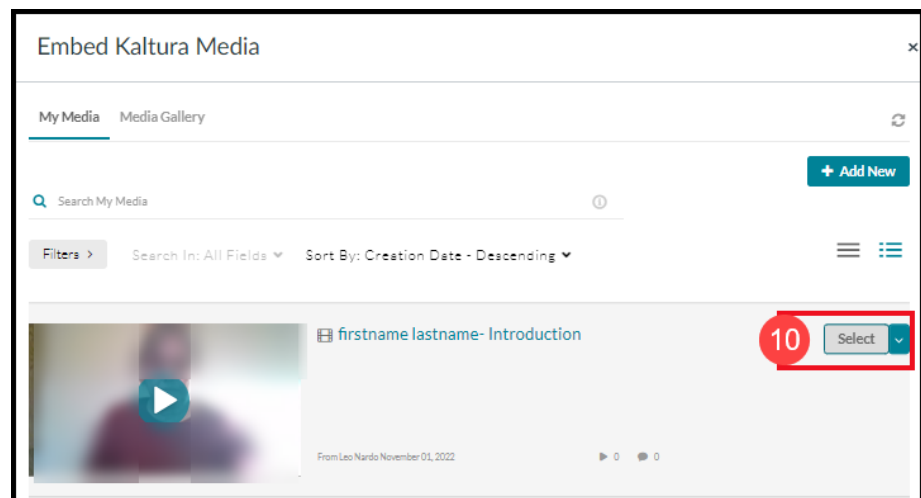 Embed Kaltura Media ×
My Media Media Gallery
+ Add New
Search My Media
Filters > Search In: All Fields Sort By: Creation Date - Descending
firstname lastname- Introduction
10 Select
From Leo Nardo November 01, 2022 0 0